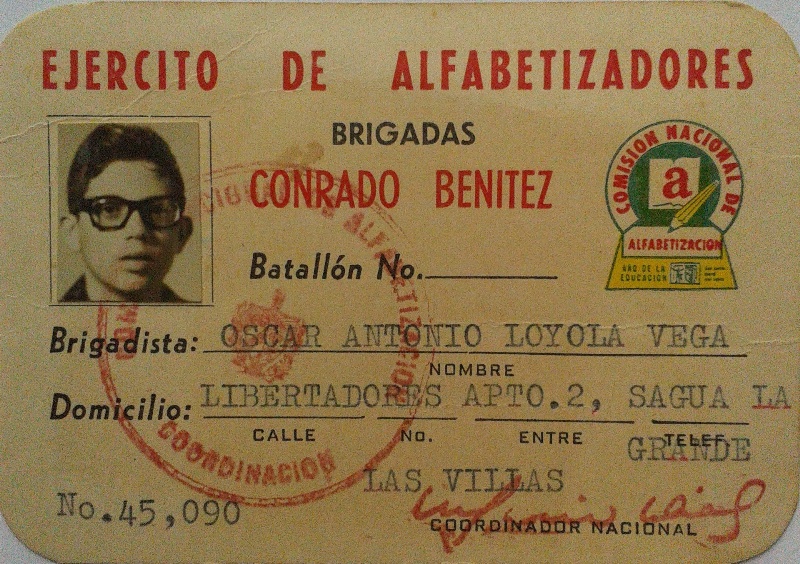 EJERCITO DE ALFABETIZADORES
BRIGADAS
CONRADO BENITEZ
COMISION NACIONAL DE
a
ALFABETIZACION
AÑO DE LA
EDUCACION
Batallón No.
Brigadista: OSCAR ANTONIO LOYOLA VEGA
NOMBRE
Domicilio: LIBERTADORES APTO.2, SAGUA LA
CALLE No. ENTRE TELEF.
GRANDE
LAS VILLAS
No. 45,090
COORDINADOR NACIONAL
ALFABETIZACION
COORDINACION